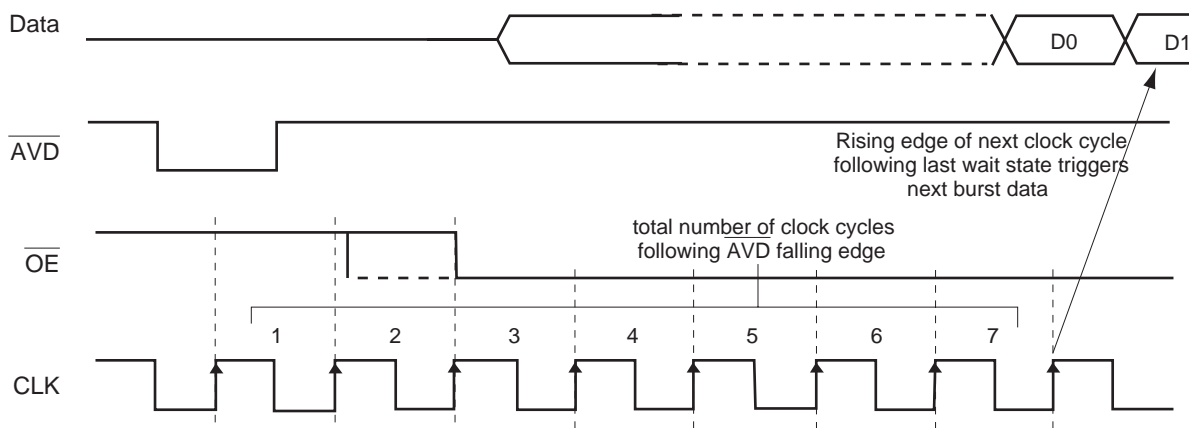 Data
D0
D1
AVD
Rising edge of next clock cycle
following last wait state triggers
next burst data
total number of clock cycles
following AVD falling edge
OE
1 2 3 4 5 6 7
CLK